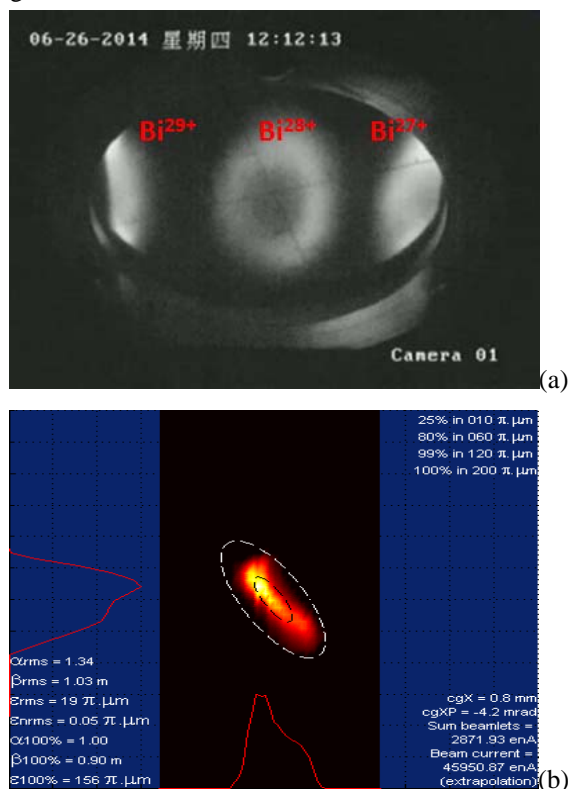 06-26-2014 星期四 12:12:13
Bi29+ Bi28+ Bi27+
Camera 01
(a)
25% in 010 π.μm
80% in 060 π.μm
99% in 120 π.μm
100% in 200 π.μm
αrms = 1.34
βrms = 1.03 m
εrms = 19 π.μm
εnrms = 0.05 π.μm
α100% = 1.00
β100% = 0.90 m
ε100% = 156 π.μm
cgX = 0.8 mm
cgXP = -4.2 mrad
Sum beamlets =
2871.93 enA
Beam current =
45950.87 enA
(extrapolation)
(b)